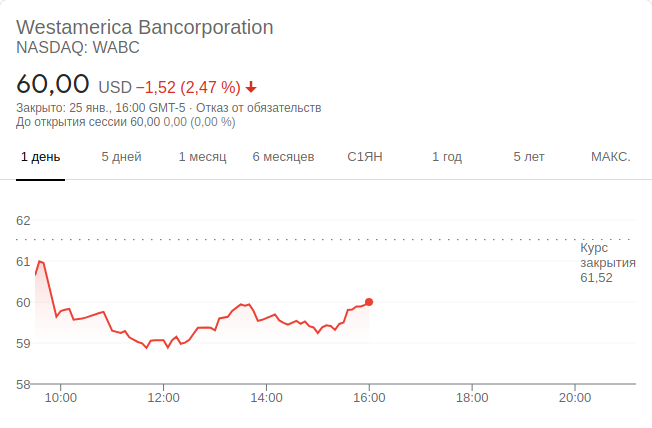 Westamerica Bancorporation
NASDAQ: WABC
60,00 USD −1,52 (2,47 %)
Закрыто: 25 янв., 16:00 GMT-5 · Отказ от обязательств
До открытия сессии 60,00 0,00 (0,00 %)
1 день 5 дней 1 месяц 6 месяцев С1ЯН 1 год 5 лет МАКС.
62
Курс
закрытия
61,52
61
60
59
58
10:00 12:00 14:00 16:00 18:00 20:00